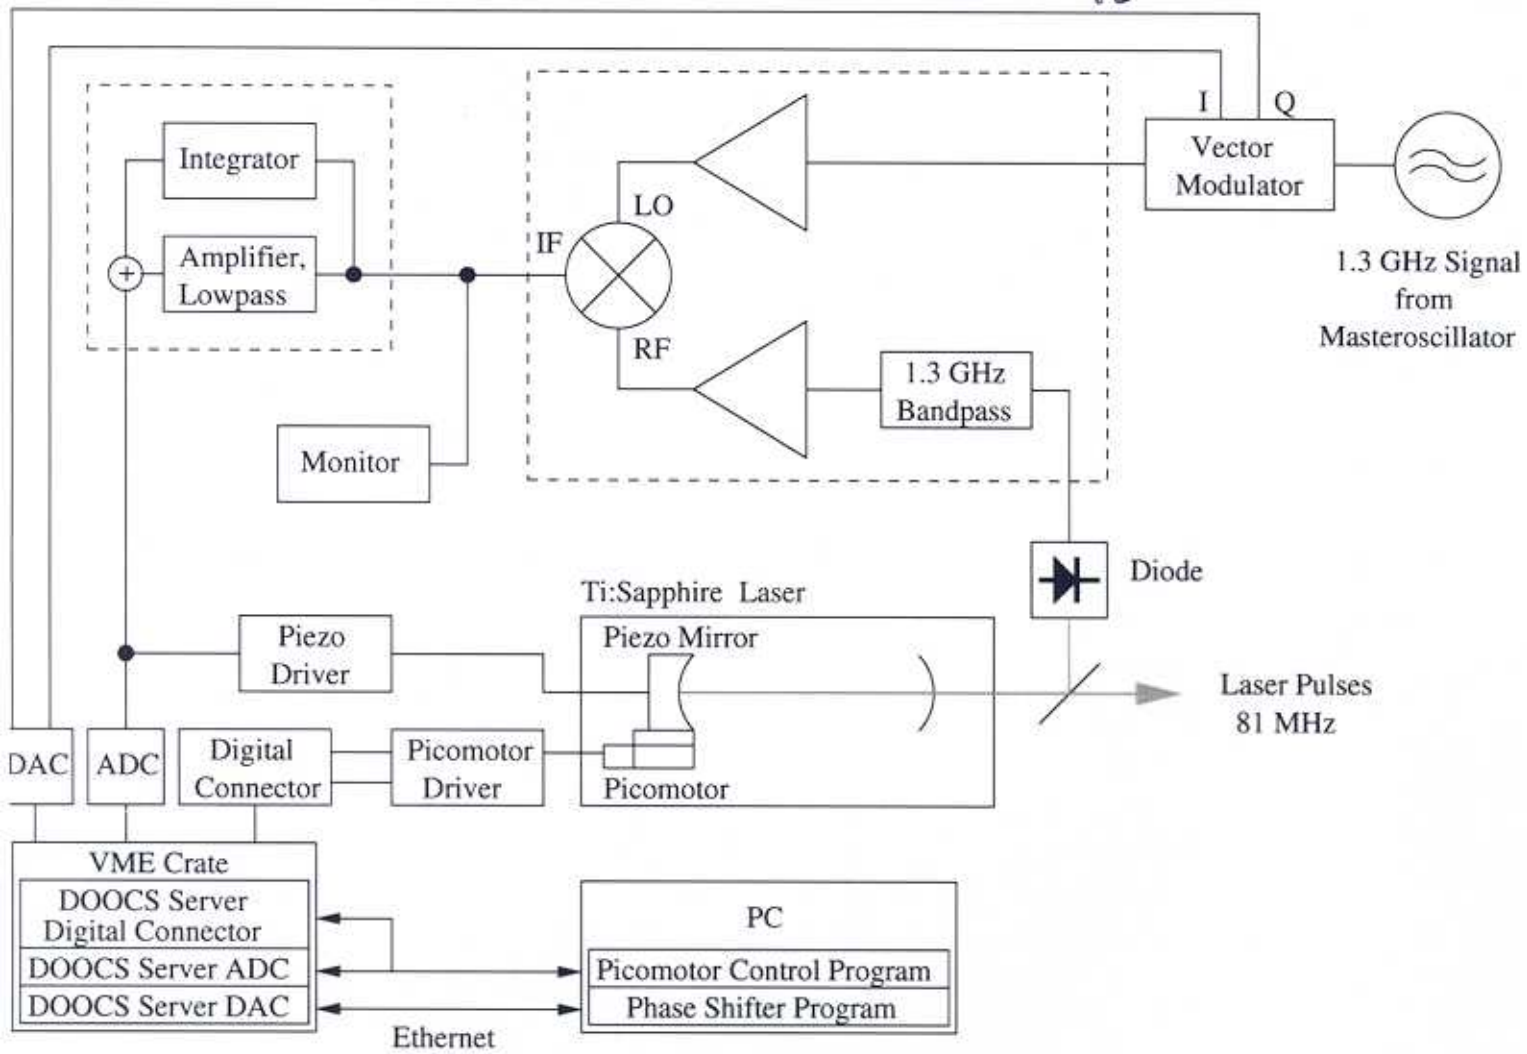 I Q
Integrator
Vector
Modulator
LO
IF
Amplifier,
Lowpass
+
1.3 GHz Signal
from
Masteroscillator
RF
1.3 GHz
Bandpass
Monitor
Diode
Ti:Sapphire Laser
Piezo
Driver
Piezo Mirror
Laser Pulses
81 MHz
DAC
ADC
Digital
Connector
Picomotor
Driver
Picomotor
VME Crate
DOOCS Server
Digital Connector
DOOCS Server ADC
DOOCS Server DAC
Ethernet
PC
Picomotor Control Program
Phase Shifter Program